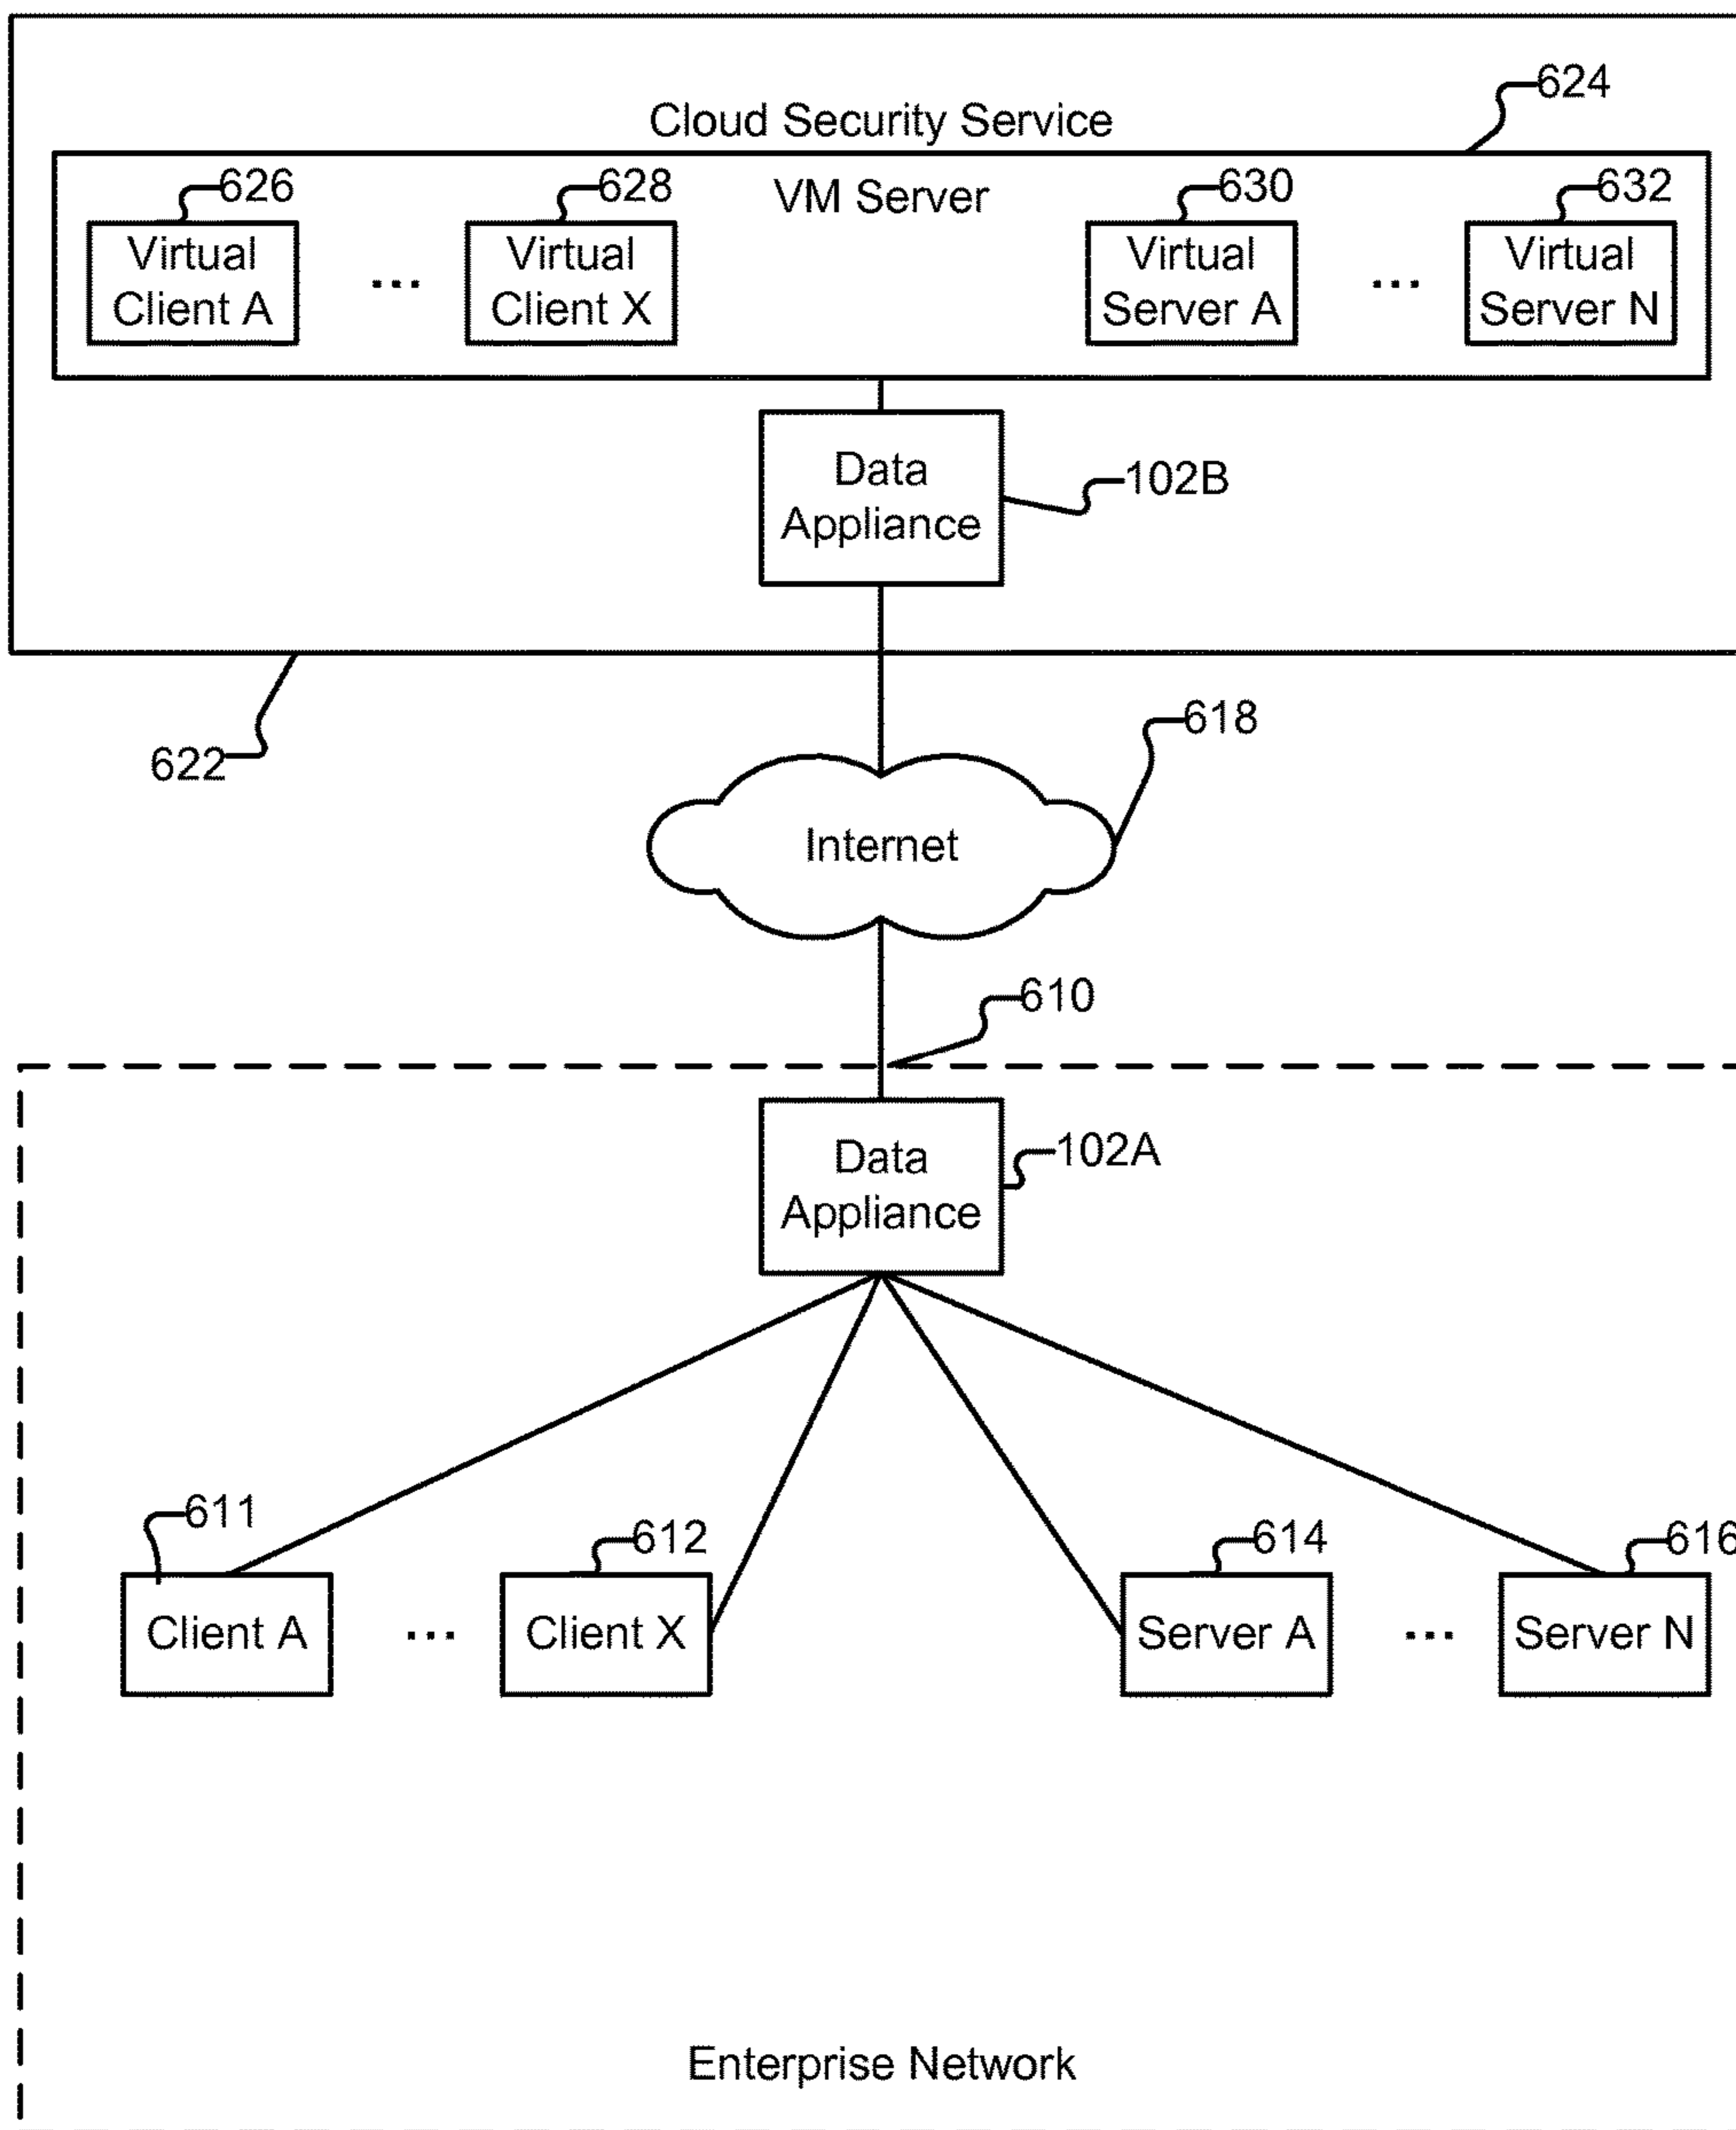 624
Cloud Security Service
626
628
VM Server
630
632
Virtual
Client A
...
Virtual
Client X
Virtual
Server A
...
Virtual
Server N
Data
Appliance
102B
622
618
Internet
610
Data
Appliance
102A
611
612
614
616
Client A
...
Client X
Server A
...
Server N
Enterprise Network